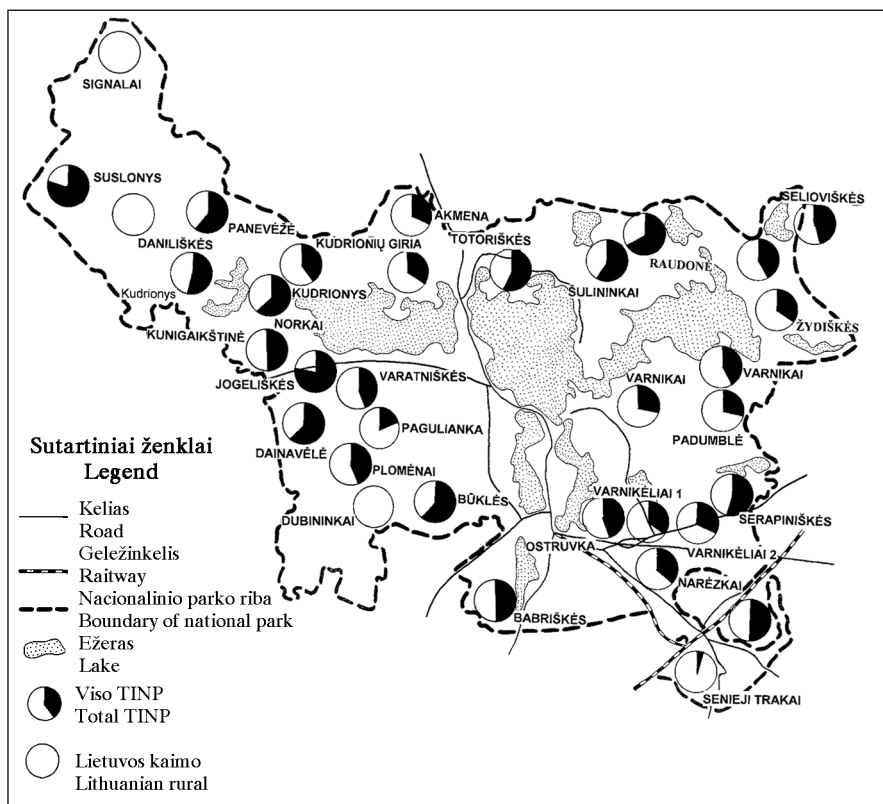 SIGNALAI
SUSLONYS
DANILIŠKĖS
PANEVĖŽĖ
AKMENA
SELIOVIŠKĖS
KUDRIONIŲ GIRIA
TOTORIŠKĖS
RAUDONĖ
ŠULININKAI
Kudrionys
KUDRIONYS
ŽYDIŠKĖS
NORKAI
KUNIGAIKŠTINĖ
JOGELIŠKĖS
VARATNIŠKĖS
VARNIKAI
VARNIKAI
PAGULIANKA
PADUMBLĖ
DAINAVĖLĖ
PLOMĖNAI
BŪKLĖS
DUBININKAI
VARNIKĖLIAI 1
SERAPINIŠKĖS
OSTRUVKA
VARNIKĖLIAI 2
NARĖZKAI
BABRIŠKĖS
SENIEJI TRAKAI
Sutartiniai ženklai
Legend
Kelias
Road
Geležinkelis
Raitway
Nacionalinio parko riba
Boundary of national park
Ežeras
Lake
Viso TINP
Total TINP
Lietuvos kaimo
Lithuanian rural